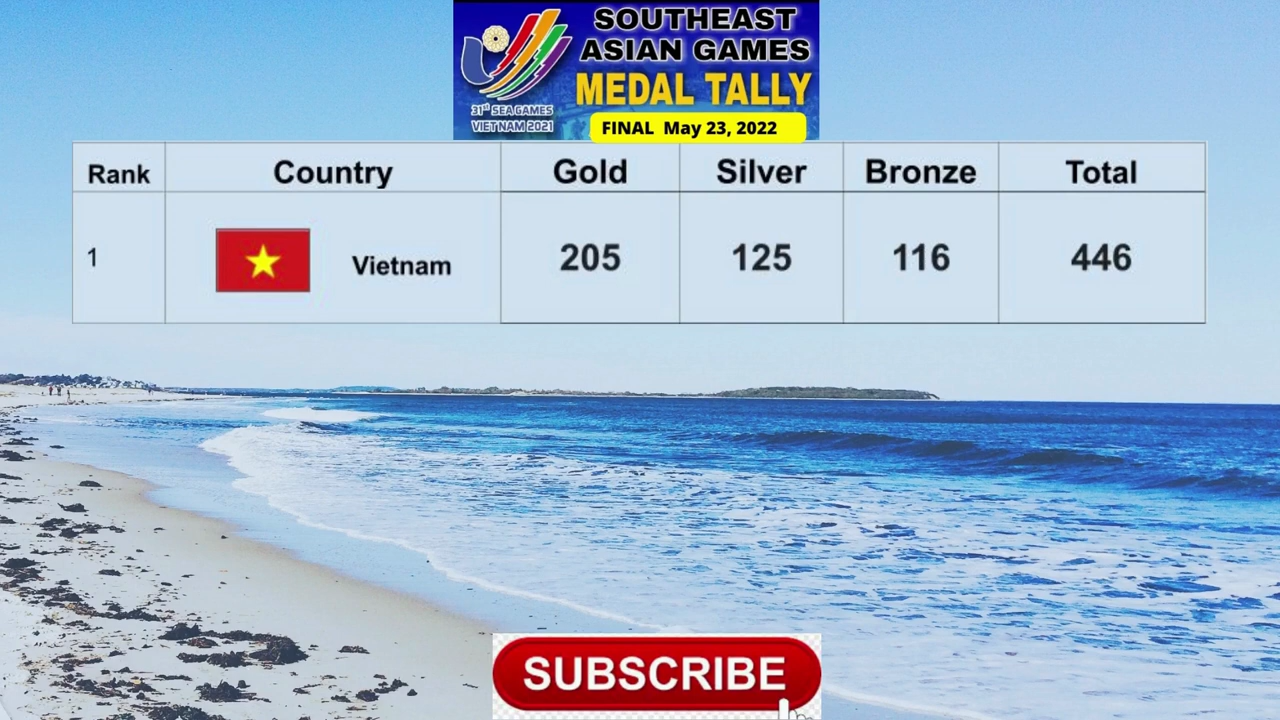 SOUTHEAST
ASIAN GAMES
MEDAL TALLY
31st SEA GAMES
VIETNAM 2021
FINAL May 23, 2022
Rank Country Gold Silver Bronze Total
1 Vietnam 205 125 116 446
SUBSCRIBE